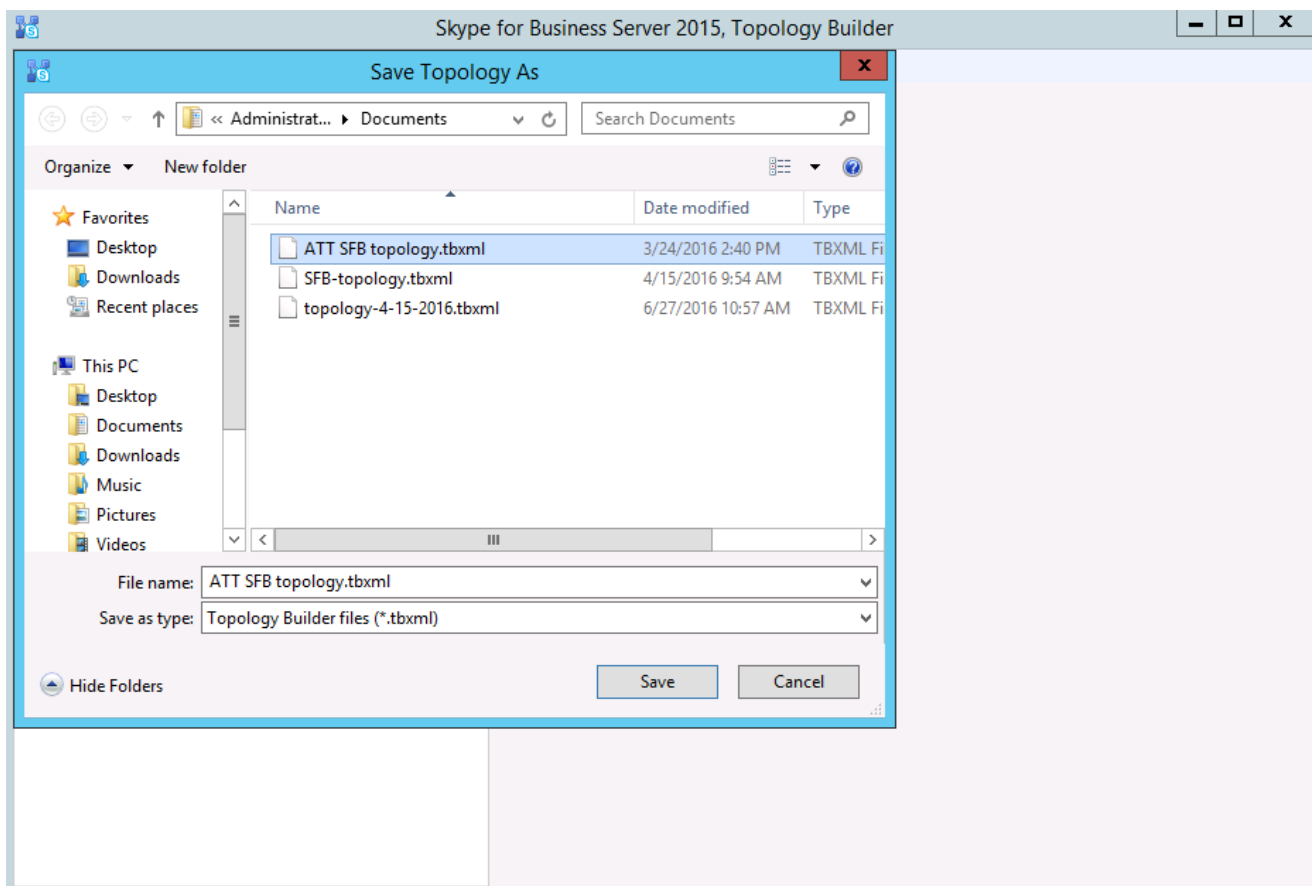 Skype for Business Server 2015, Topology Builder
Save Topology As
« Administrat... Documents
Search Documents
Organize
New folder
Name
Date modified
Type
Favorites
Desktop
Downloads
Recent places
This PC
Desktop
Documents
Downloads
Music
Pictures
Videos
ATT SFB topology.tbxml 3/24/2016 2:40 PM TBXML Fi
SFB-topology.tbxml 4/15/2016 9:54 AM TBXML Fi
topology-4-15-2016.tbxml 6/27/2016 10:57 AM TBXML Fi
File name: ATT SFB topology.tbxml
Save as type: Topology Builder files (*.tbxml)
Hide Folders
Save
Cancel